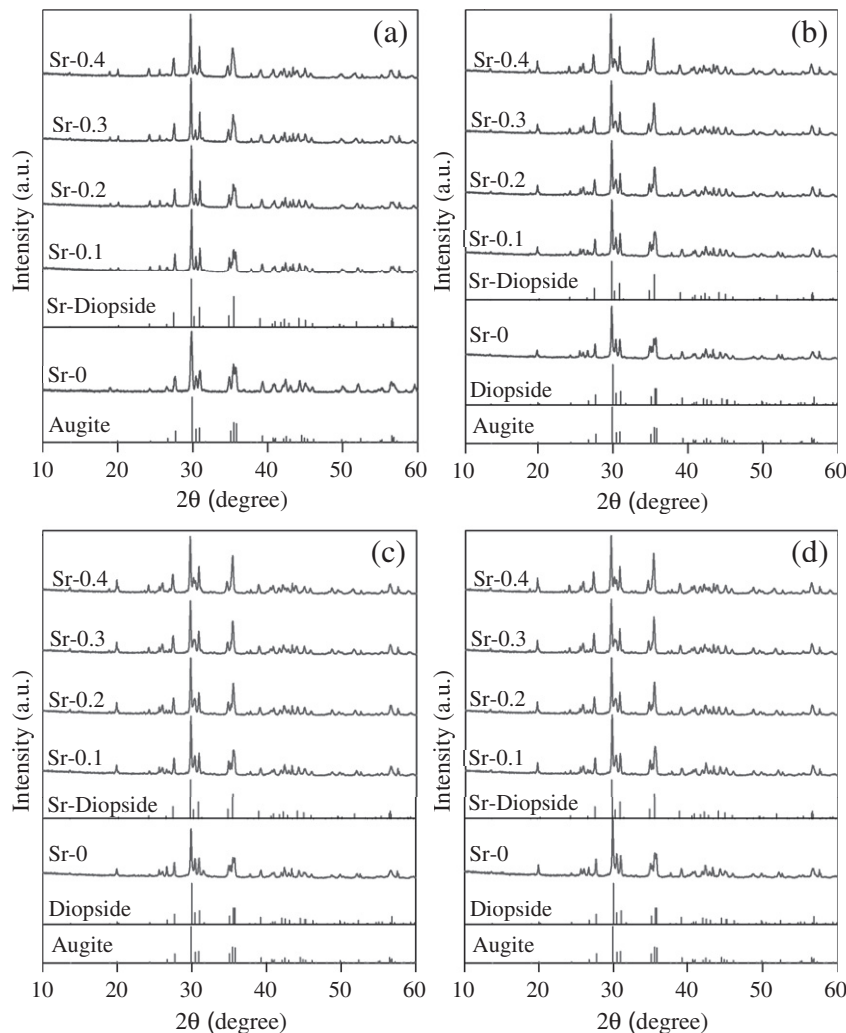 (a)
Sr-0.4
Sr-0.3
Sr-0.2
Sr-0.1
Sr-Diopside
Sr-0
Augite
Intensity (a.u.)
10 20 30 40 50 60
2θ (degree)
(b)
Sr-0.4
Sr-0.3
Sr-0.2
Sr-0.1
Sr-Diopside
Sr-0
Diopside
Augite
Intensity (a.u.)
10 20 30 40 50 60
2θ (degree)
(c)
Sr-0.4
Sr-0.3
Sr-0.2
Sr-0.1
Sr-Diopside
Sr-0
Diopside
Augite
Intensity (a.u.)
10 20 30 40 50 60
2θ (degree)
(d)
Sr-0.4
Sr-0.3
Sr-0.2
Sr-0.1
Sr-Diopside
Sr-0
Diopside
Augite
Intensity (a.u.)
10 20 30 40 50 60
2θ (degree)